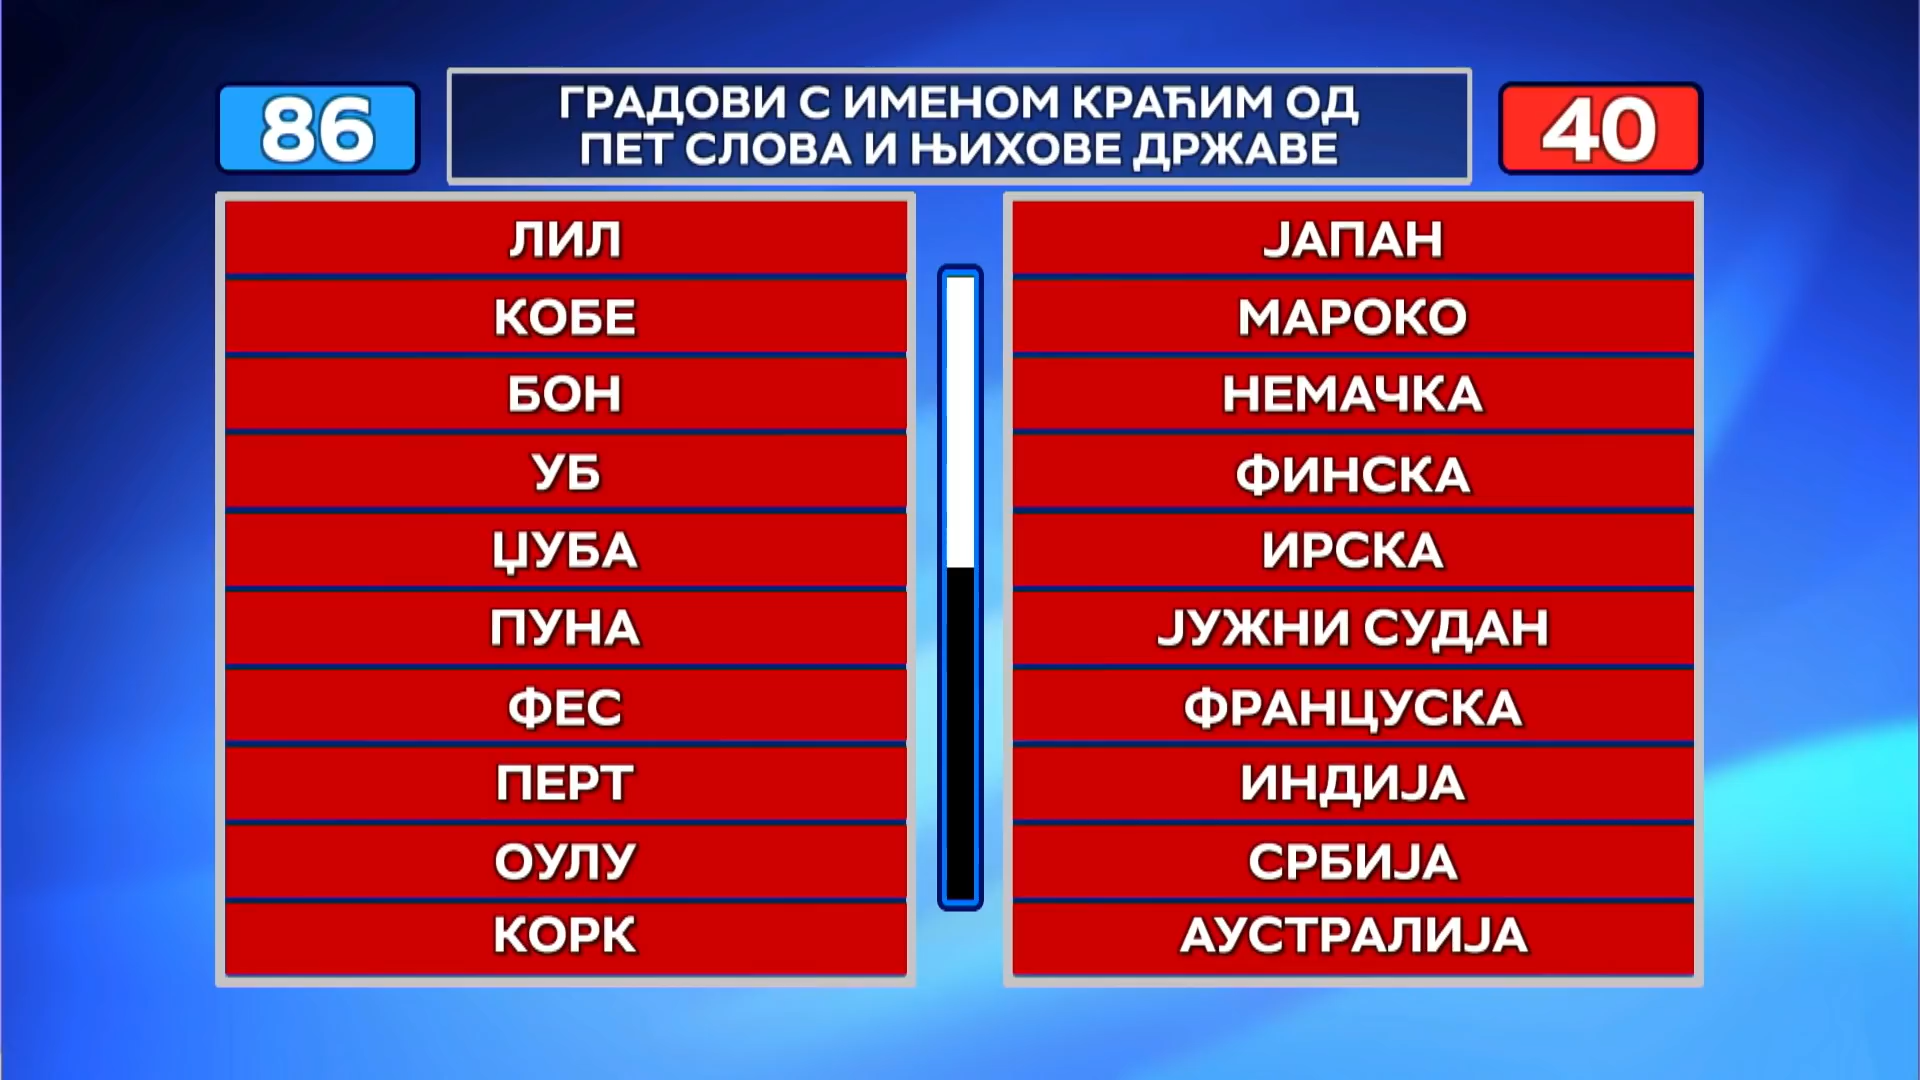 86
ГРАДОВИ С ИМЕНОМ КРАЋИМ ОД
ПЕТ СЛОВА И ЊИХОВЕ ДРЖАВЕ
40
ЛИЛ
ЈАПАН
КОБЕ
МАРОКО
БОН
НЕМАЧКА
УБ
ФИНСКА
ЏУБА
ИРСКА
ПУНА
ЈУЖНИ СУДАН
ФЕС
ФРАНЦУСКА
ПЕРТ
ИНДИЈА
ОУЛУ
СРБИЈА
КОРК
АУСТРАЛИЈА